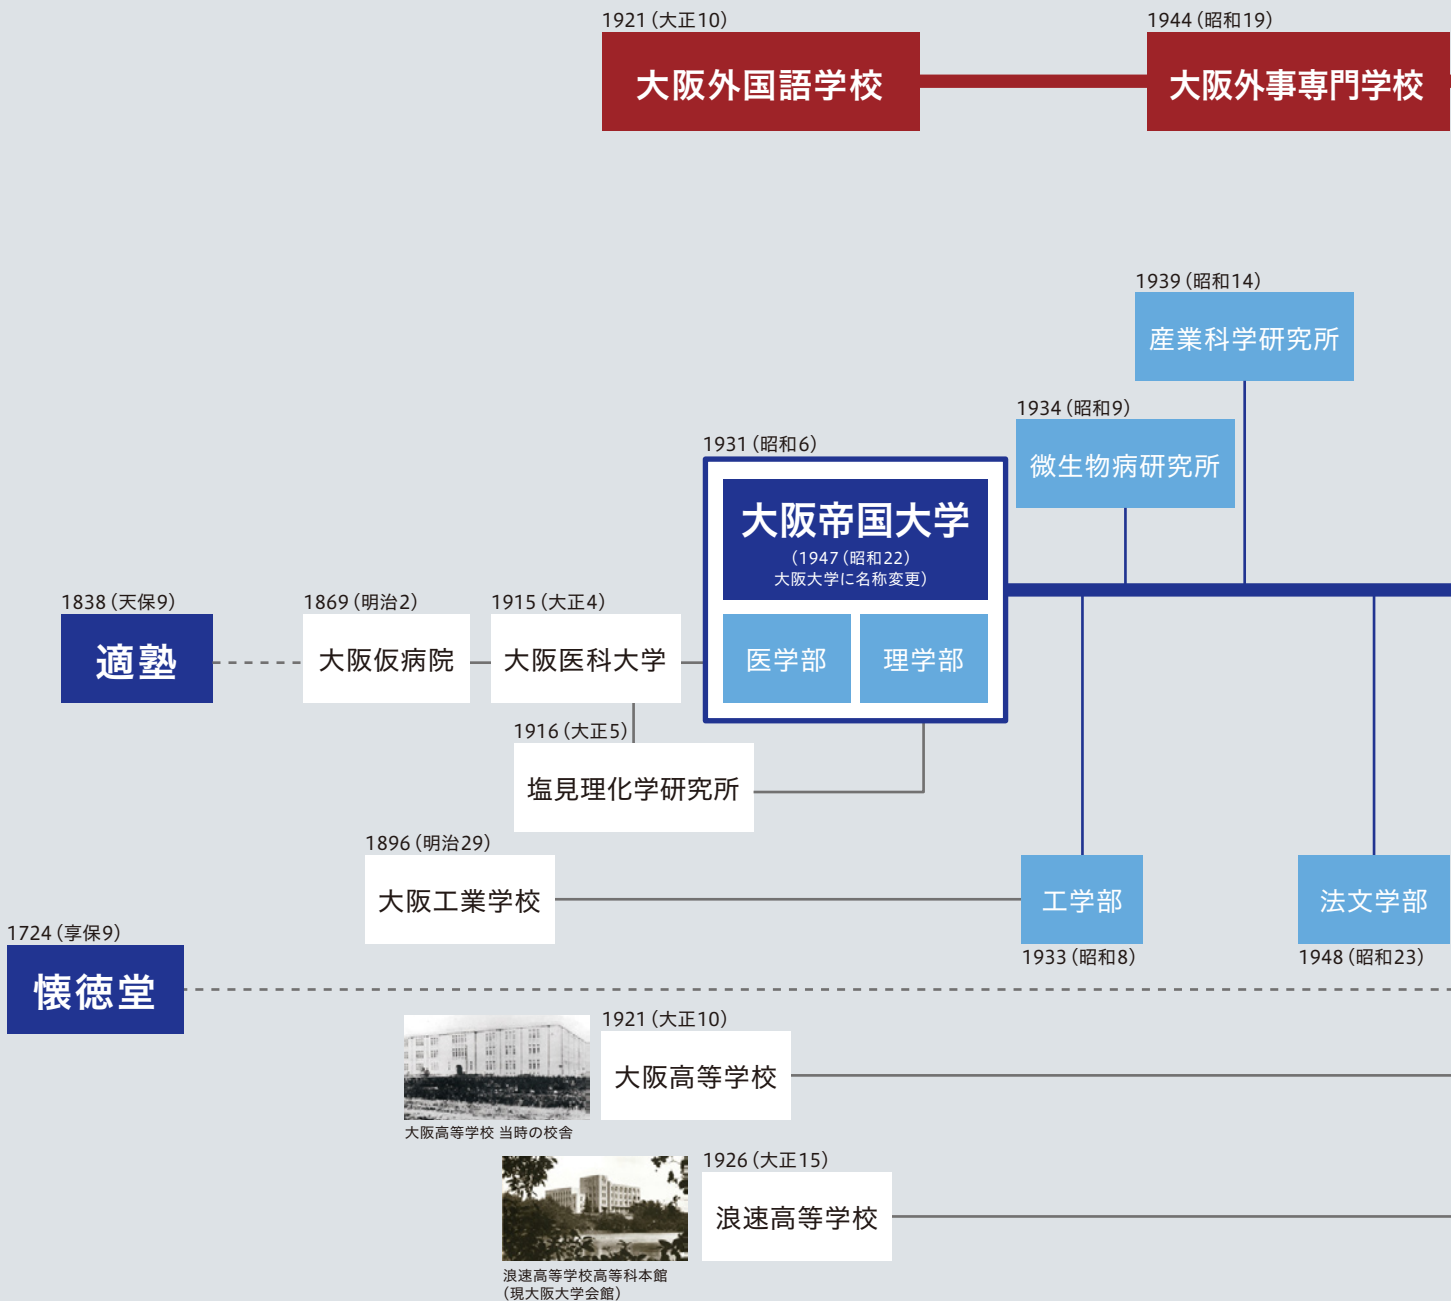 1921（大正10）
大阪外国語学校
1944（昭和19）
大阪外事専門学校
1939（昭和14）
産業科学研究所
1934（昭和9）
微生物病研究所
1931（昭和6）
大阪帝国大学
（1947（昭和22）
大阪大学に名称変更）
医学部
理学部
1838（天保9）
適塾
1869（明治2）
大阪仮病院
1915（大正4）
大阪医科大学
1916（大正5）
塩見理化学研究所
1896（明治29）
大阪工業学校
工学部
1933（昭和8）
法文学部
1948（昭和23）
1724（享保9）
懐徳堂
1921（大正10）
大阪高等学校
大阪高等学校 当時の校舎
1926（大正15）
浪速高等学校
浪速高等学校高等科本館
（現大阪大学会館）